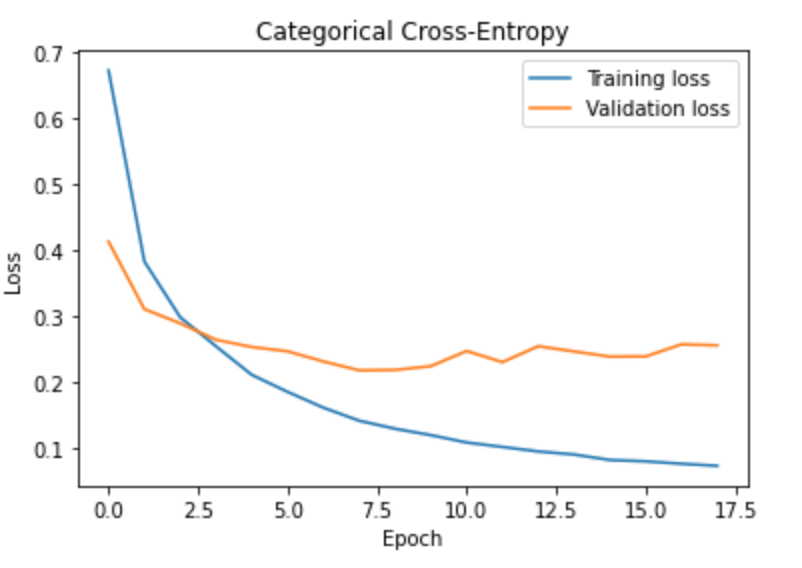 Categorical Cross-Entropy
0.7
0.6
0.5
0.4
0.3
0.2
0.1
Loss
Training loss
Validation loss
0.0 2.5 5.0 7.5 10.0 12.5 15.0 17.5
Epoch